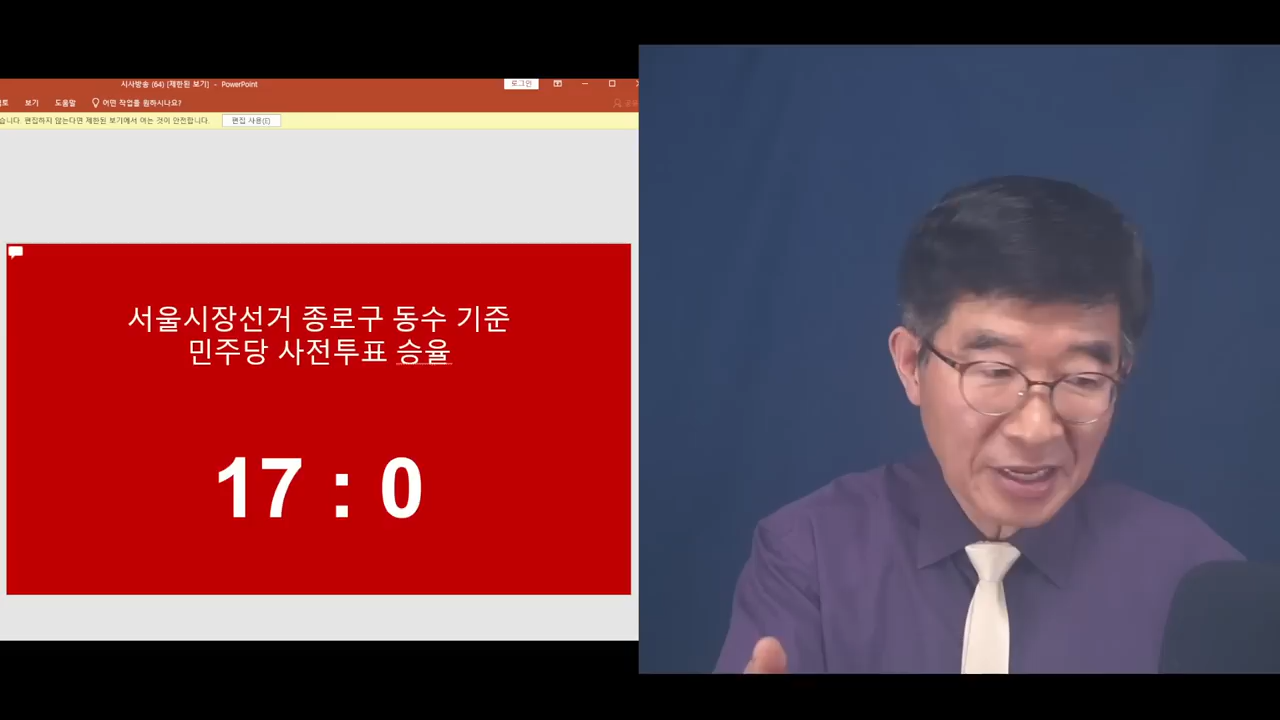 시사방송 (64) [제한된 보기] - PowerPoint
로그인
보기 도움말 어떤 작업을 원하시나요?
습니다. 편집하지 않는다면 제한된 보기에서 여는 것이 안전합니다. 편집 사용(E)
서울시장선거 종로구 동수 기준
민주당 사전투표 승율
17 : 0